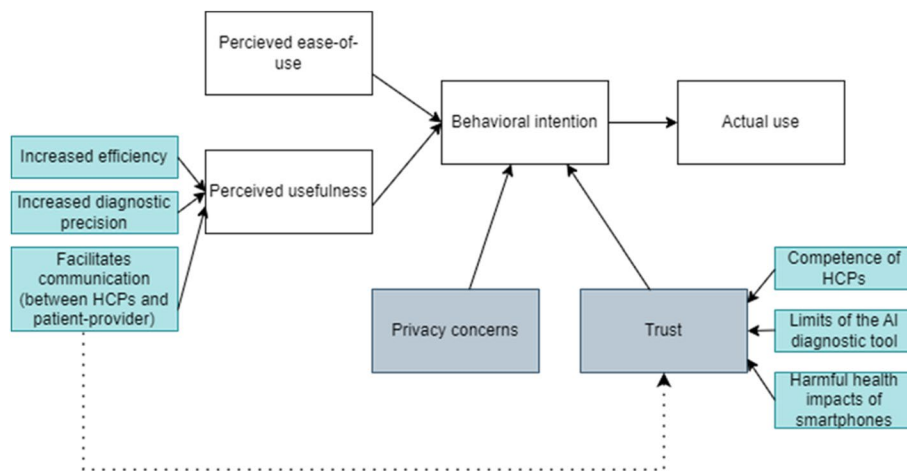 Percieved ease-of-
use
Behavioral intention
Actual use
Increased efficiency
Increased diagnostic
precision
Facilitates
communication
(between HCPs and
patient-provider)
Perceived usefulness
Privacy concerns
Trust
Competence of
HCPs
Limits of the AI
diagnostic tool
Harmful health
impacts of
smartphones